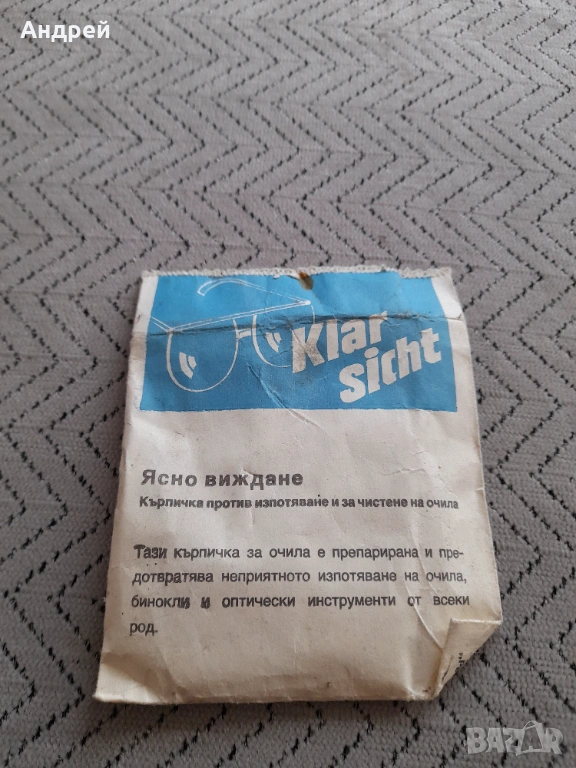 Андрей
Klar
sicht
Ясно виждане
Кърпичка против изпотяване и за чистене на очила
Тази кърпичка за очила е препарирана и пре-
дотвратява неприятното изпотяване на очила,
бинокли и оптически инструменти от всеки
род.
BAZAR